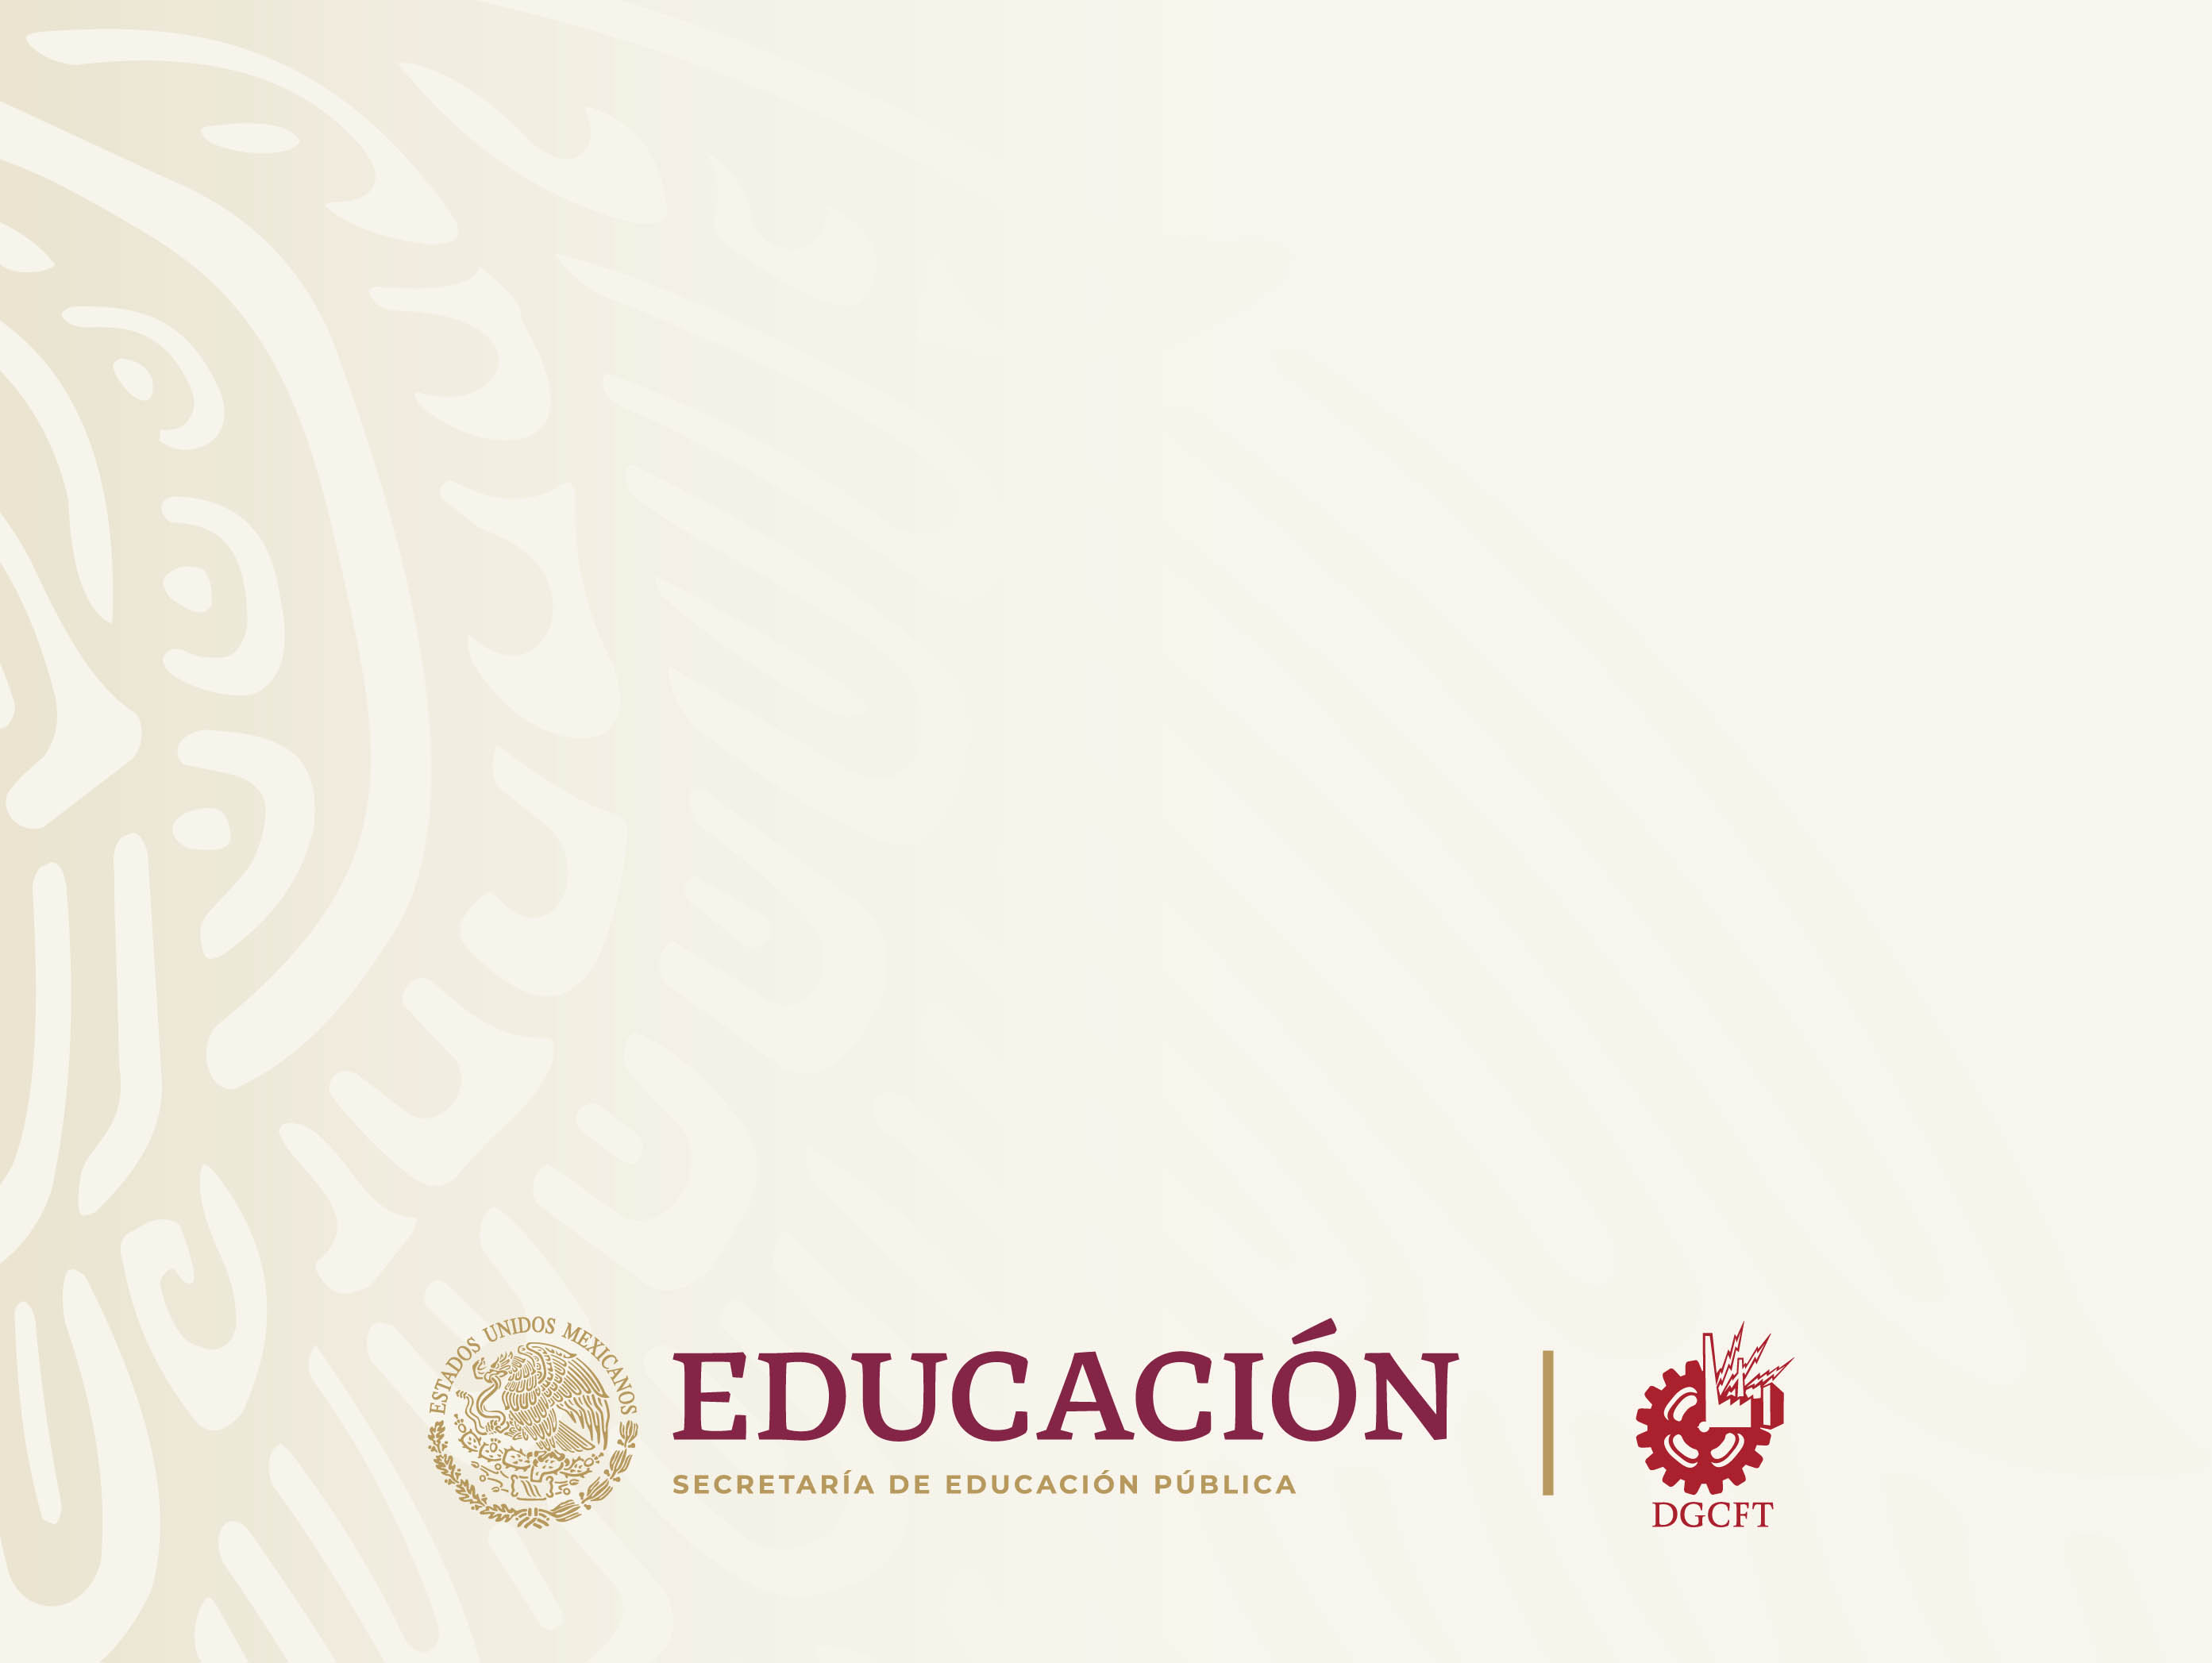 ESTADOS UNIDOS MEXICANOS
EDUCACIÓN
SECRETARÍA DE EDUCACIÓN PÚBLICA
DGCFT